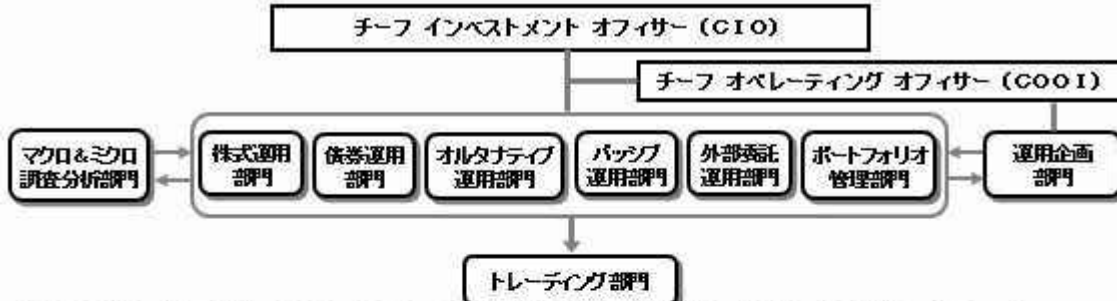 チーフ インベストメント オフィサー（CIO）
チーフ オペレーティング オフィサー（COOI）
マクロ＆ミクロ
調査分析部門
株式運用
部門
債券運用
部門
オルタナティブ
運用部門
パッシブ
運用部門
外部委託
運用部門
ポートフォリオ
管理部門
運用企画
部門
トレーディング部門